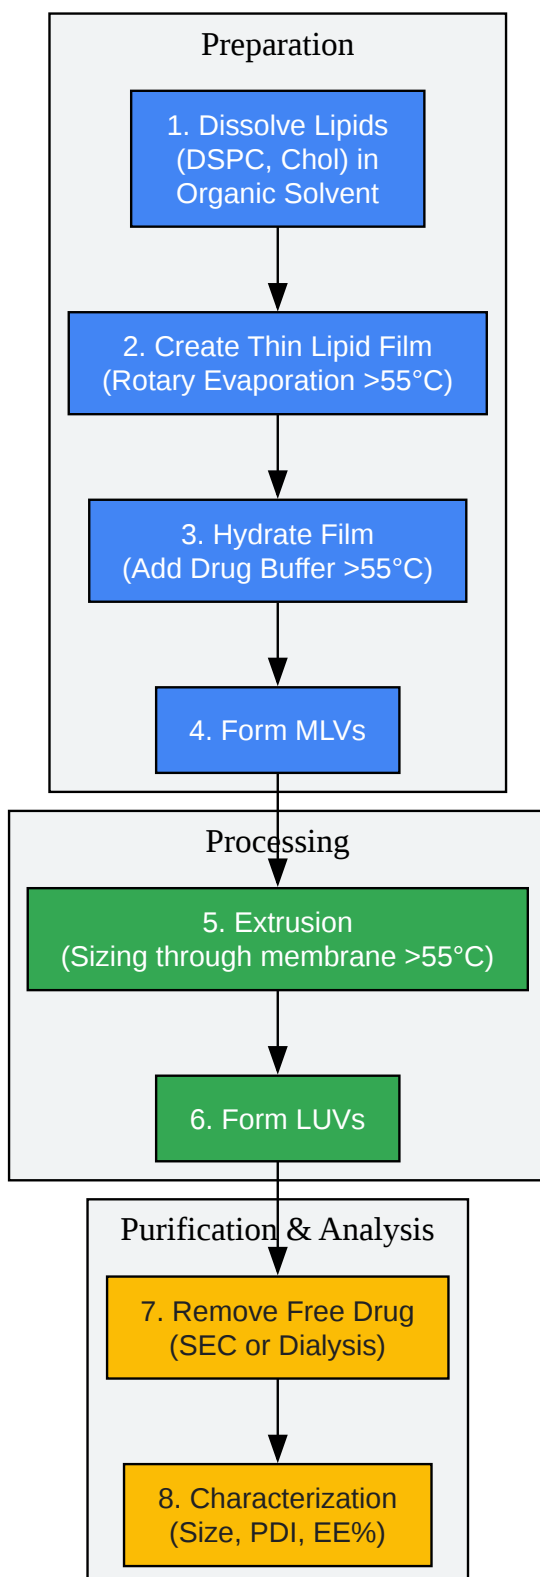 Preparation
1. Dissolve Lipids
(DSPC, Chol) in
Organic Solvent
2. Create Thin Lipid Film
(Rotary Evaporation >55°C)
3. Hydrate Film
(Add Drug Buffer >55°C)
4. Form MLVs
Processing
5. Extrusion
(Sizing through membrane >55°C)
6. Form LUVs
Purification & Analysis
7. Remove Free Drug
(SEC or Dialysis)
8. Characterization
(Size, PDI, EE%)